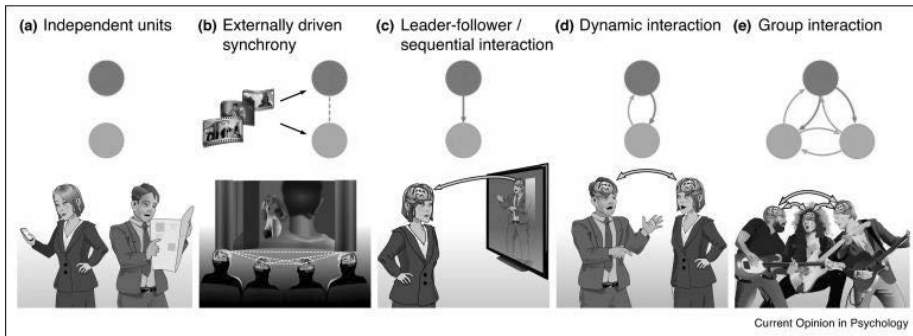 (a) Independent units
(b) Externally driven
synchrony
(c) Leader-follower /
sequential interaction
(d) Dynamic interaction
(e) Group interaction
Current Opinion in Psychology